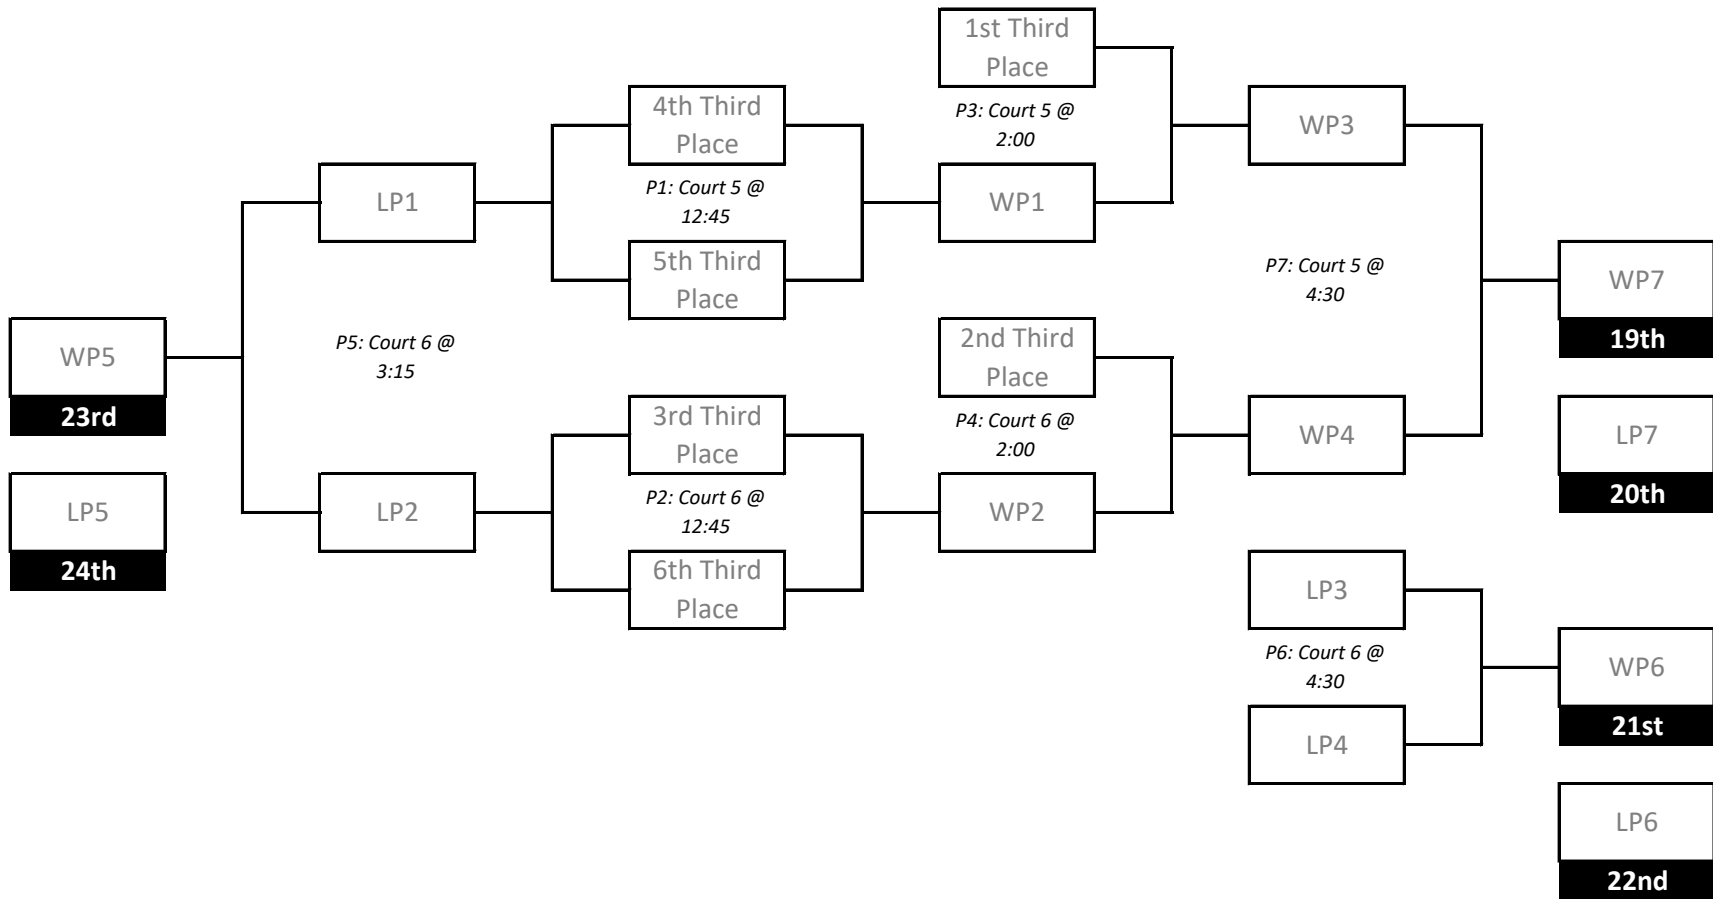 1st Third
Place
P3: Court 5 @
2:00
WP1
4th Third
Place
P1: Court 5 @
12:45
5th Third
Place
LP1
P5: Court 6 @
3:15
LP2
WP5
23rd
LP5
24th
3rd Third
Place
P2: Court 6 @
12:45
6th Third
Place
2nd Third
Place
P4: Court 6 @
2:00
WP2
WP3
P7: Court 5 @
4:30
WP4
WP7
19th
LP7
20th
LP3
P6: Court 6 @
4:30
LP4
WP6
21st
LP6
22nd